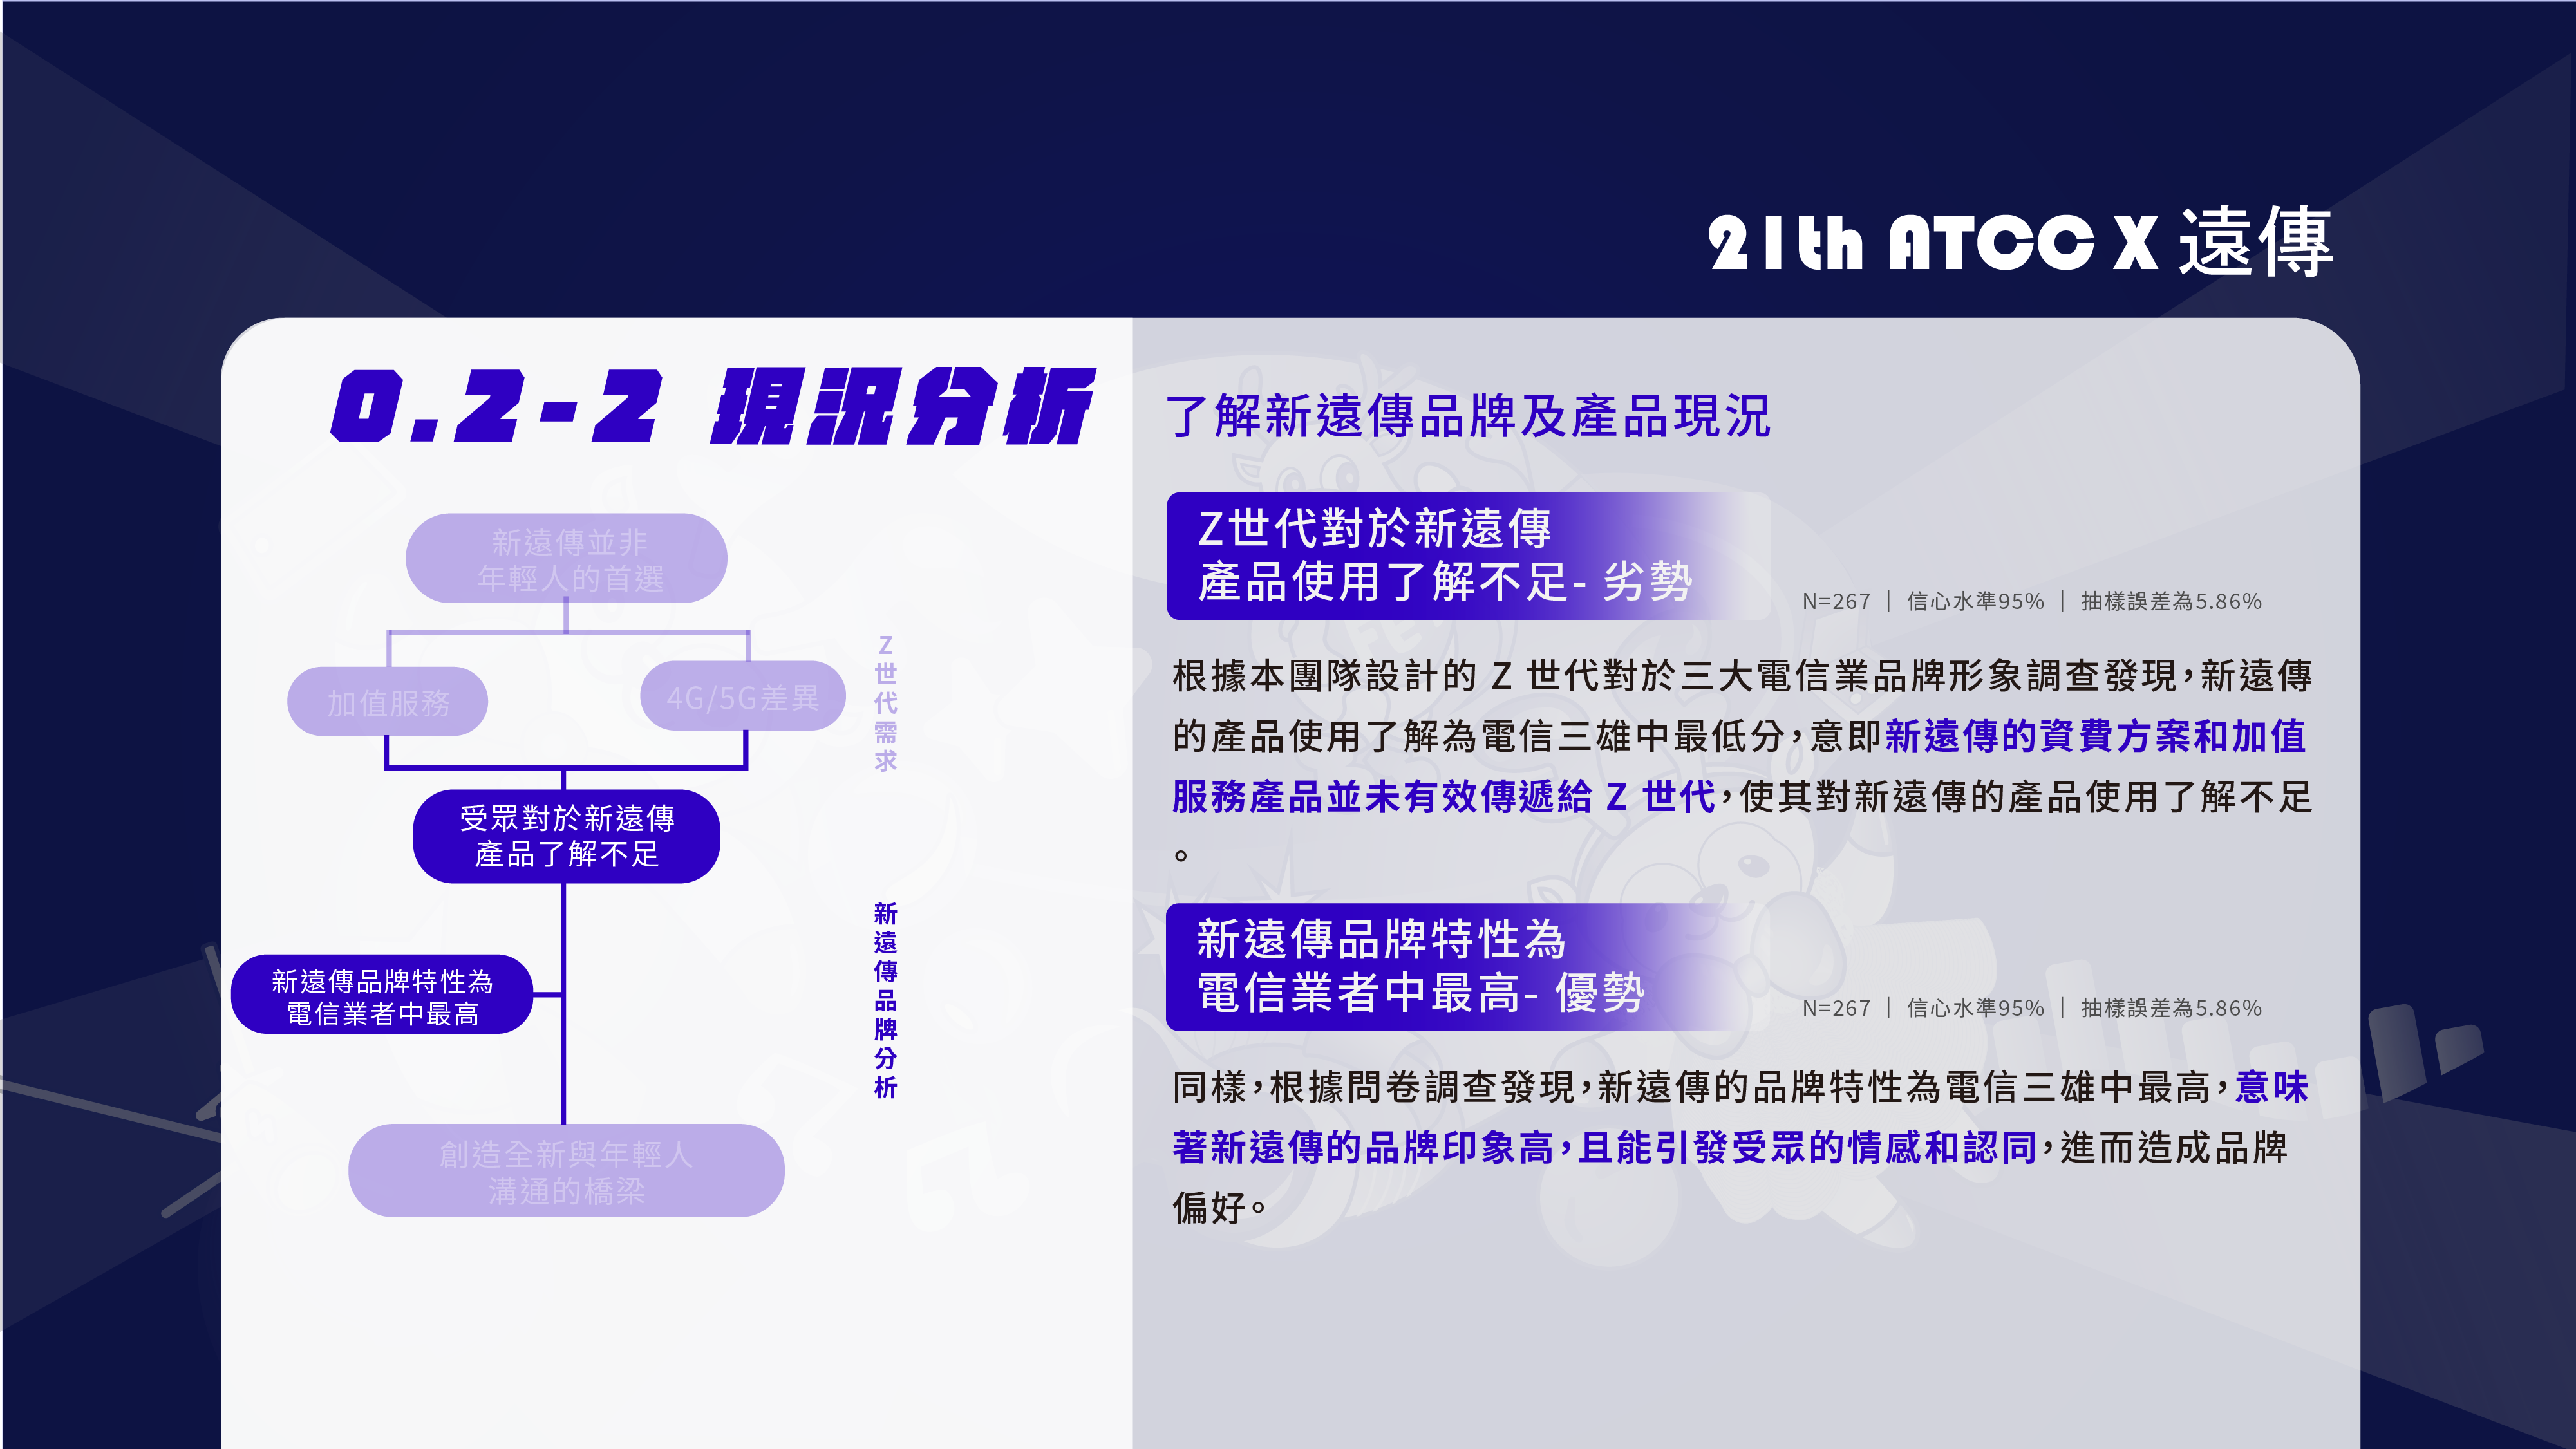 21th ATCC X 遠傳
0.2-2 現況分析
新遠傳並非
年輕人的首選
加值服務
4G/5G差異
Z世代需求
受眾對於新遠傳
產品了解不足
新遠傳品牌特性為
電信業者中最高
新遠傳品牌分析
創造全新與年輕人
溝通的橋梁
了解新遠傳品牌及產品現況
Z世代對於新遠傳
產品使用了解不足- 劣勢
N=267 ｜ 信心水準95% ｜ 抽樣誤差為5.86%
根據本團隊設計的 Z 世代對於三大電信業品牌形象調查發現，新遠傳
的產品使用了解為電信三雄中最低分，意即新遠傳的資費方案和加值
服務產品並未有效傳遞給 Z 世代，使其對新遠傳的產品使用了解不足
。
新遠傳品牌特性為
電信業者中最高- 優勢
N=267 ｜ 信心水準95% ｜ 抽樣誤差為5.86%
同樣，根據問卷調查發現，新遠傳的品牌特性為電信三雄中最高，意味
著新遠傳的品牌印象高，且能引發受眾的情感和認同，進而造成品牌
偏好。